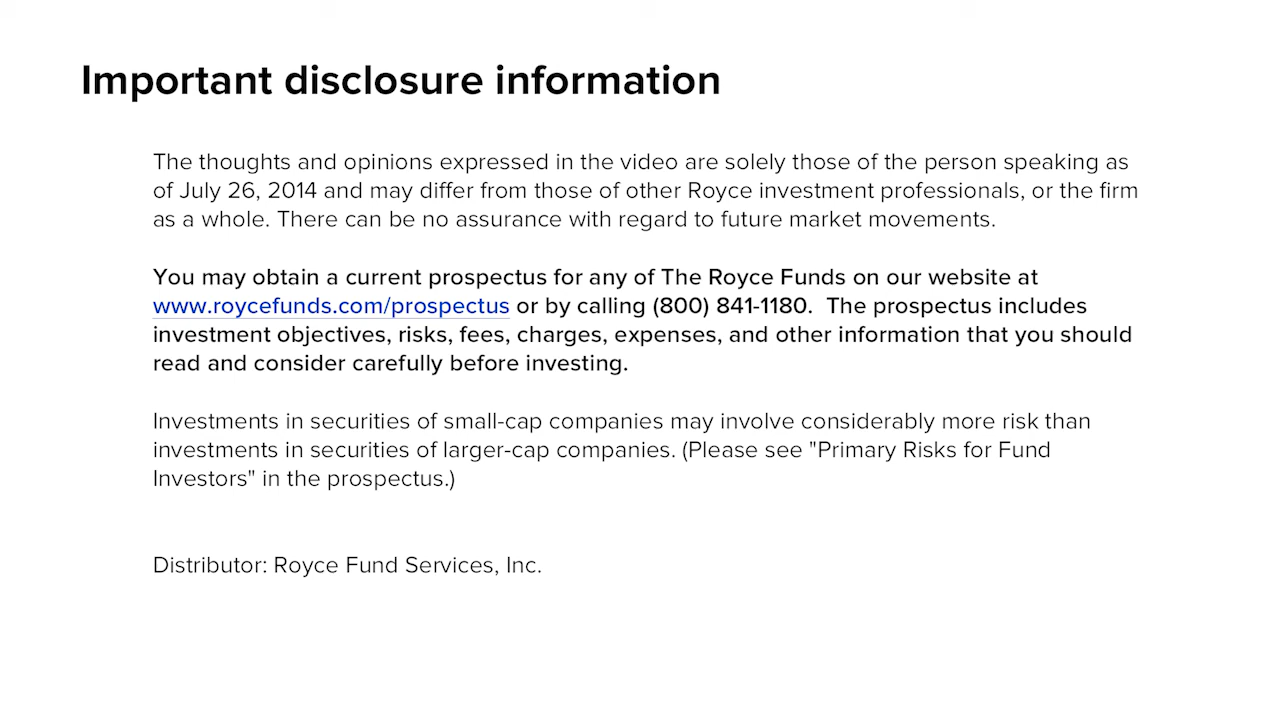 Important disclosure information
The thoughts and opinions expressed in the video are solely those of the person speaking as
of July 26, 2014 and may differ from those of other Royce investment professionals, or the firm
as a whole. There can be no assurance with regard to future market movements.
You may obtain a current prospectus for any of The Royce Funds on our website at
www.roycefunds.com/prospectus or by calling (800) 841-1180.  The prospectus includes
investment objectives, risks, fees, charges, expenses, and other information that you should
read and consider carefully before investing.
Investments in securities of small-cap companies may involve considerably more risk than
investments in securities of larger-cap companies. (Please see "Primary Risks for Fund
Investors" in the prospectus.)
Distributor: Royce Fund Services, Inc.